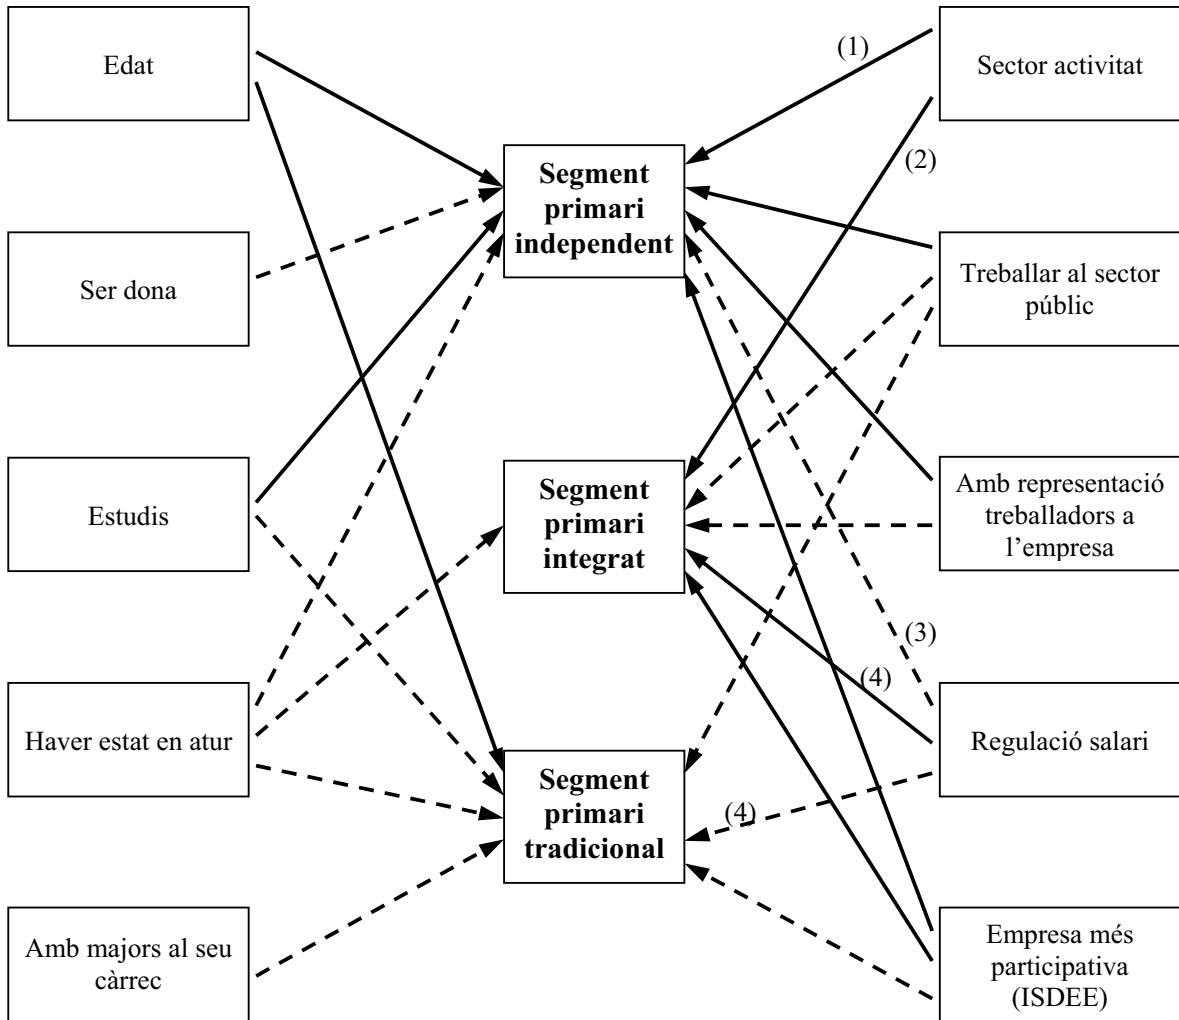 Edat
(1)
Sector activitat
(2)
Segment
primari
independent
Ser dona
Treballar al sector
públic
Estudis
Segment
primari
integrat
Amb representació
treballadors a
l’empresa
(3)
(4)
Haver estat en atur
Regulació salari
Segment
primari
tradicional
(4)
Amb majors al seu
càrrec
Empresa més
participativa
(ISDEE)